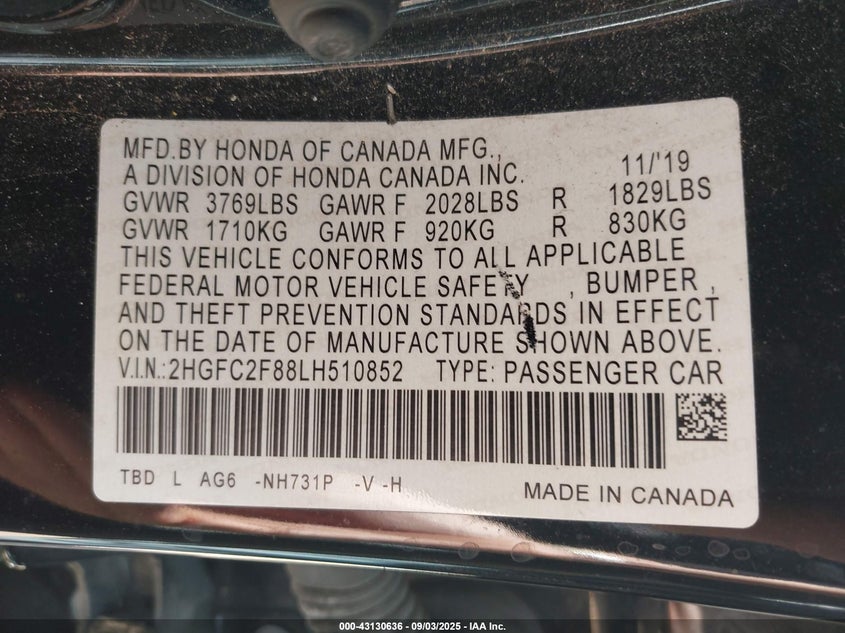 MFD.BY HONDA OF CANADA MFG.,
A DIVISION OF HONDA CANADA INC. 11/'19
GVWR 3769LBS GAWR F 2028LBS R 1829LBS
GVWR 1710KG GAWR F 920KG R 830KG
THIS VEHICLE CONFORMS TO ALL APPLICABLE
FEDERAL MOTOR VEHICLE SAFETY , BUMPER ,
AND THEFT PREVENTION STANDARDS IN EFFECT
ON THE DATE OF MANUFACTURE SHOWN ABOVE.
V.I.N.:2HGFC2F88LH510852 TYPE: PASSENGER CAR
TBD L AG6 -NH731P -V -H
MADE IN CANADA
000-43130636 - 09/03/2025 - IAA Inc.